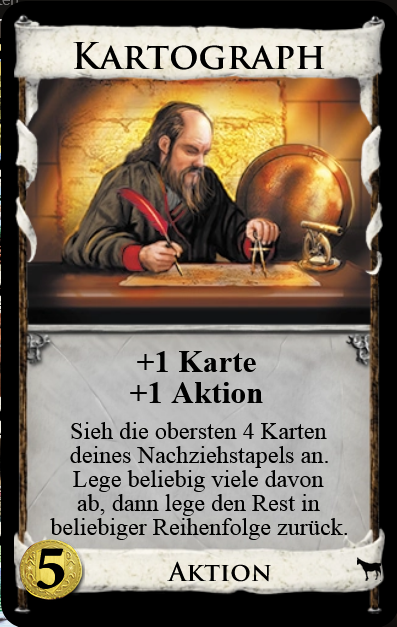 KARTOGRAPH
+1 Karte
+1 Aktion
Sieh die obersten 4 Karten
deines Nachziehstapels an.
Lege beliebig viele davon
ab, dann lege den Rest in
beliebiger Reihenfolge zurück.
5
AKTION